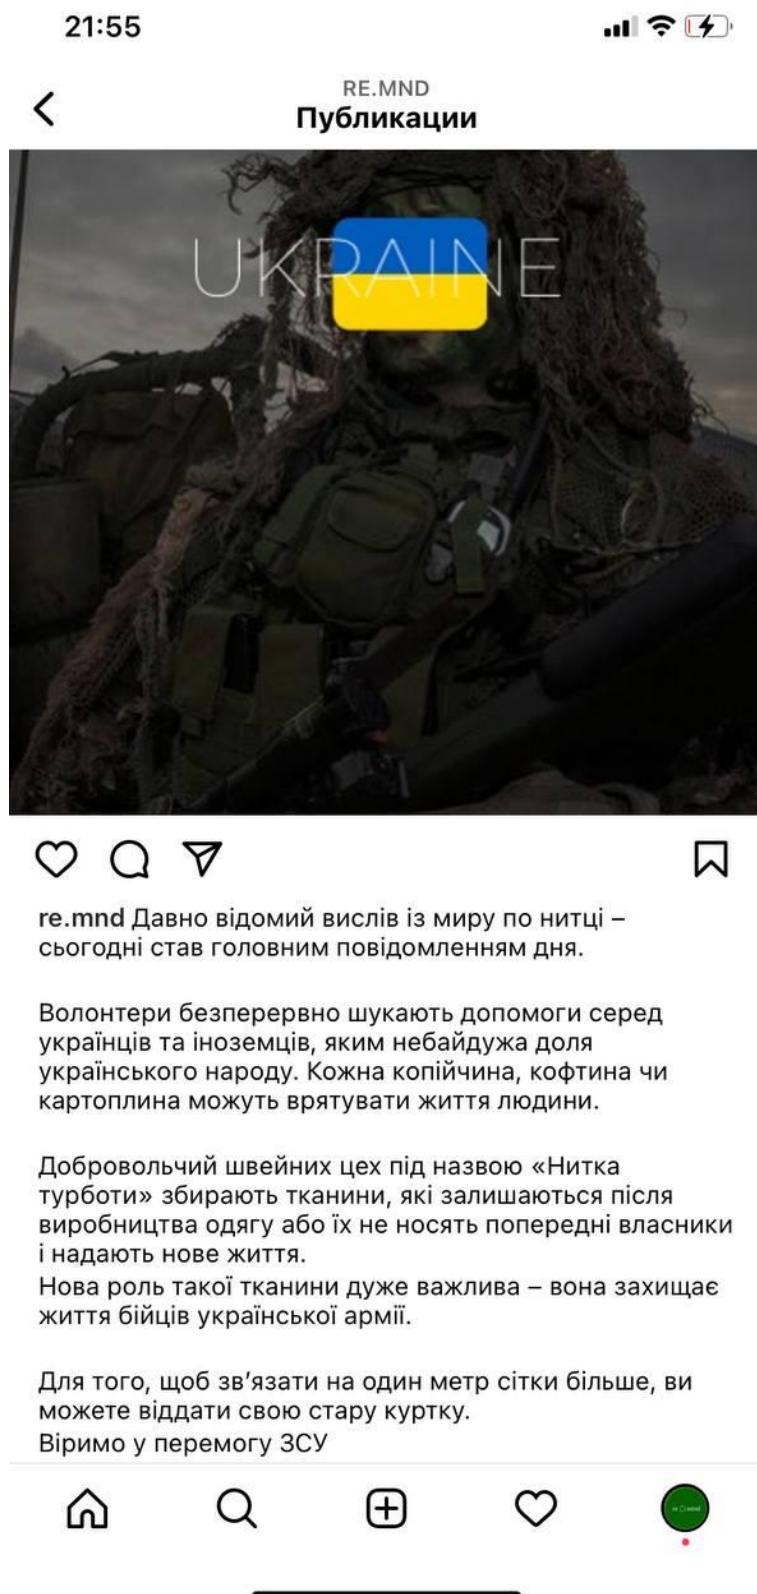 21:55
RE.MND
Публикации
UKRAINE
re.mnd Давно відомий вислів із миру по нитці –
сьогодні став головним повідомленням дня.
Волонтери безперервно шукають допомоги серед
українців та іноземців, яким небайдужа доля
українського народу. Кожна копійчина, кофтина чи
картоплина можуть врятувати життя людини.
Добровольчий швейних цех під назвою «Нитка
турботи» збирають тканини, які залишаються після
виробництва одягу або їх не носять попередні власники
і надають нове життя.
Нова роль такої тканини дуже важлива – вона захищає
життя бійців української армії.
Для того, щоб зв’язати на один метр сітки більше, ви
можете віддати свою стару куртку.
Віримо у перемогу ЗСУ